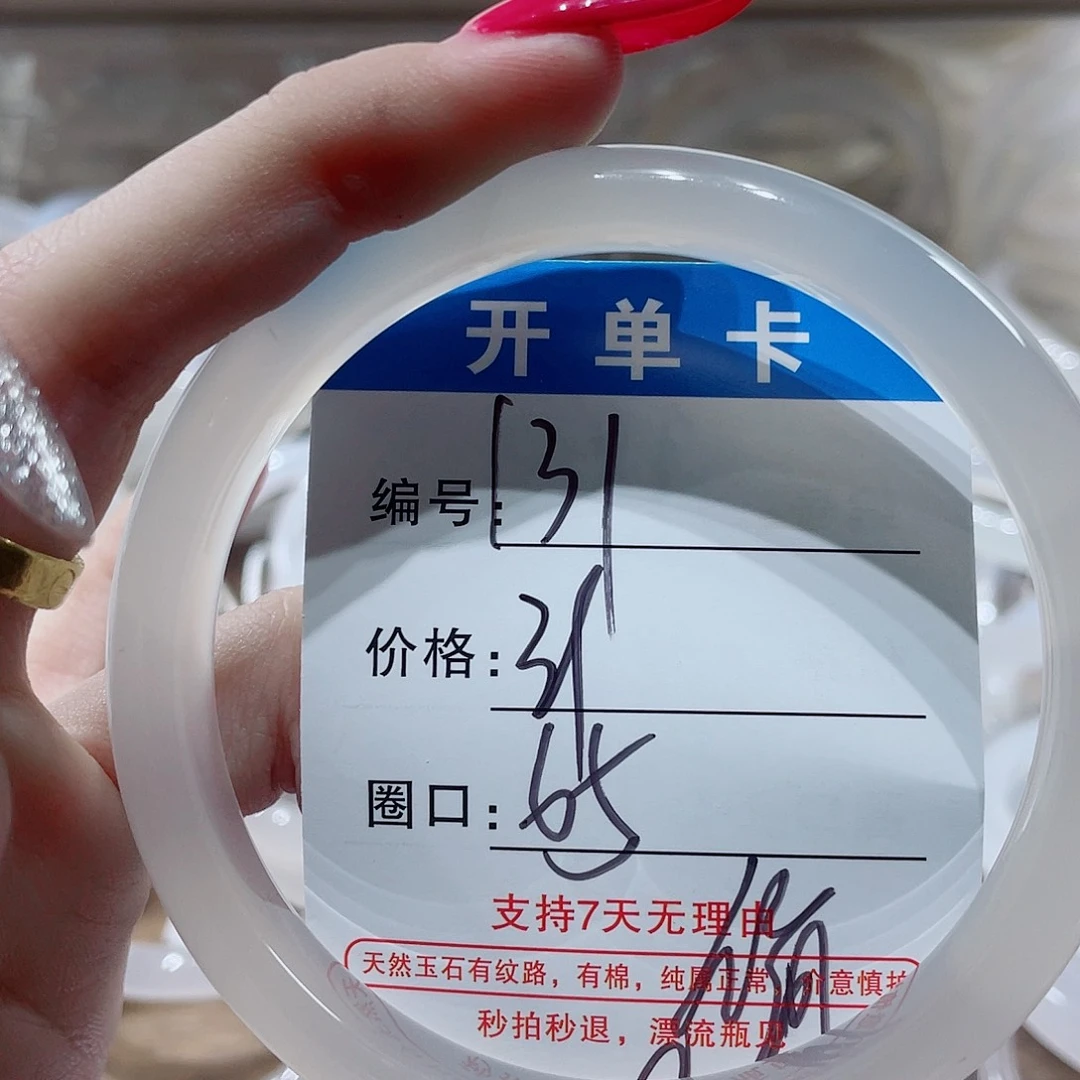 开单卡
编号：131
价格：31
圈口：65
支持7天无理由
天然玉石有纹路，有棉，纯属正常，介意慎拍
秒拍秒退，漂流瓶见